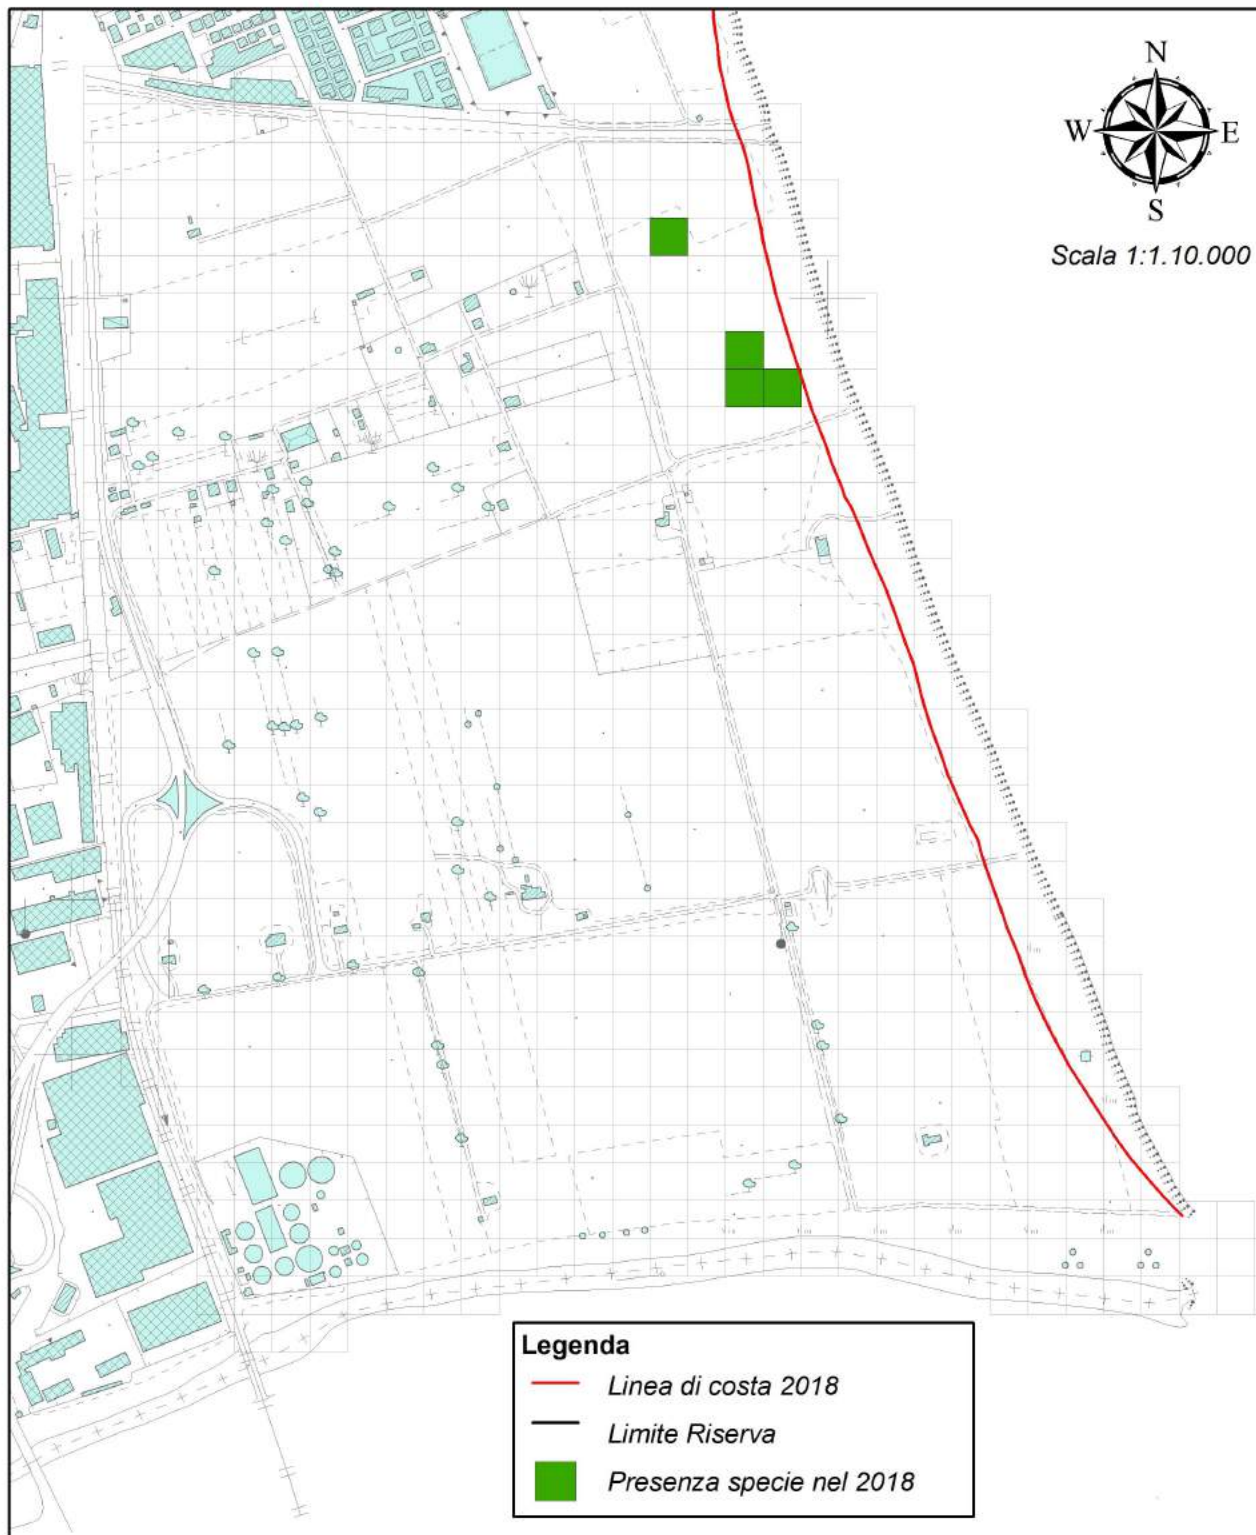 N
W E
S
Scala 1:1.10.000
Legenda
Linea di costa 2018
Limite Riserva
Presenza specie nel 2018